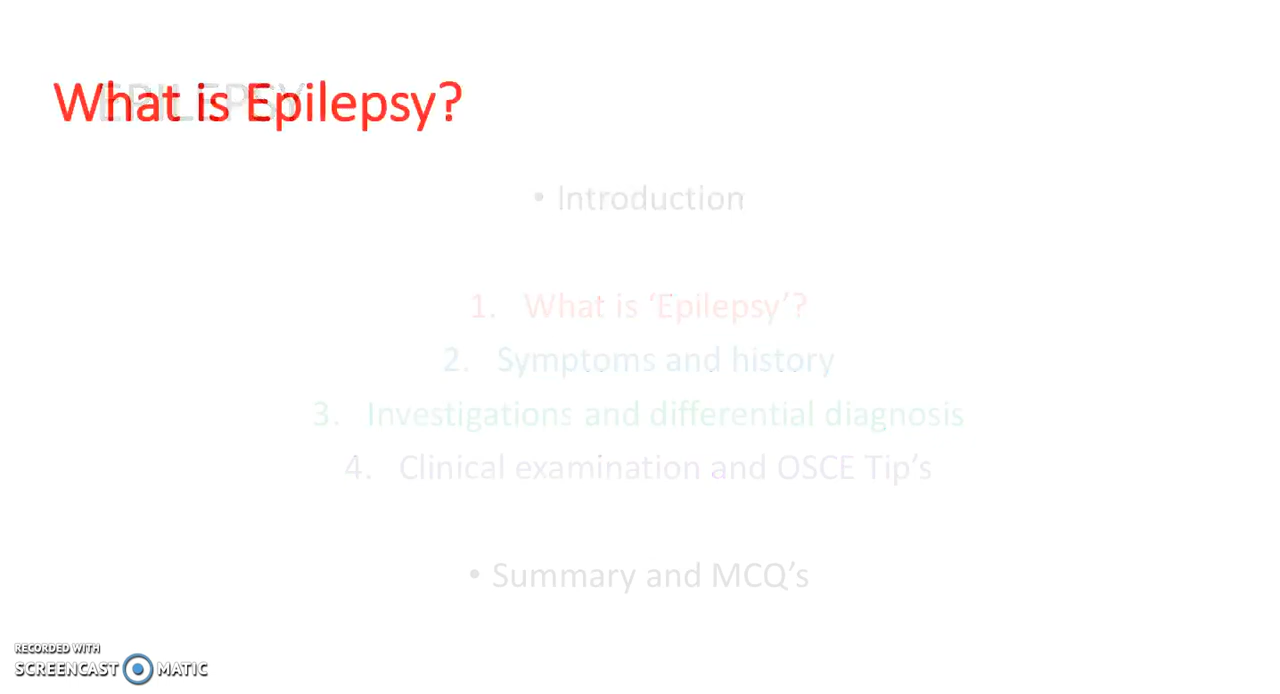 What is Epilepsy?
EPILEPSY
• Introduction
1. What is ‘Epilepsy’?
2. Symptoms and history
3. Investigations and differential diagnosis
4. Clinical examination and OSCE Tip’s
• Summary and MCQ’s
RECORDED WITH
SCREENCAST MATIC